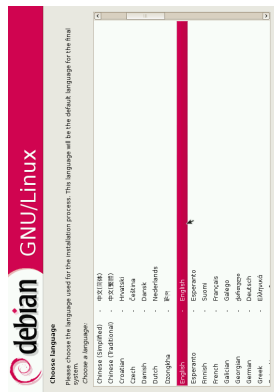 debian GNU/Linux
Choose language
Please choose the language used for the installation process. This language will be the default language for the final
system.
Choose a language:
Chinese (Simplified) - 中文(简体)
Chinese (Traditional) - 中文(繁體)
Croatian - Hrvatski
Czech - Čeština
Danish - Dansk
Dutch - Nederlands
Dzongkha - རྫོང་ཁ
English - English
Esperanto - Esperanto
Finnish - Suomi
French - Français
Galician - Galego
Georgian - ქართული
German - Deutsch
Greek - Ελληνικά